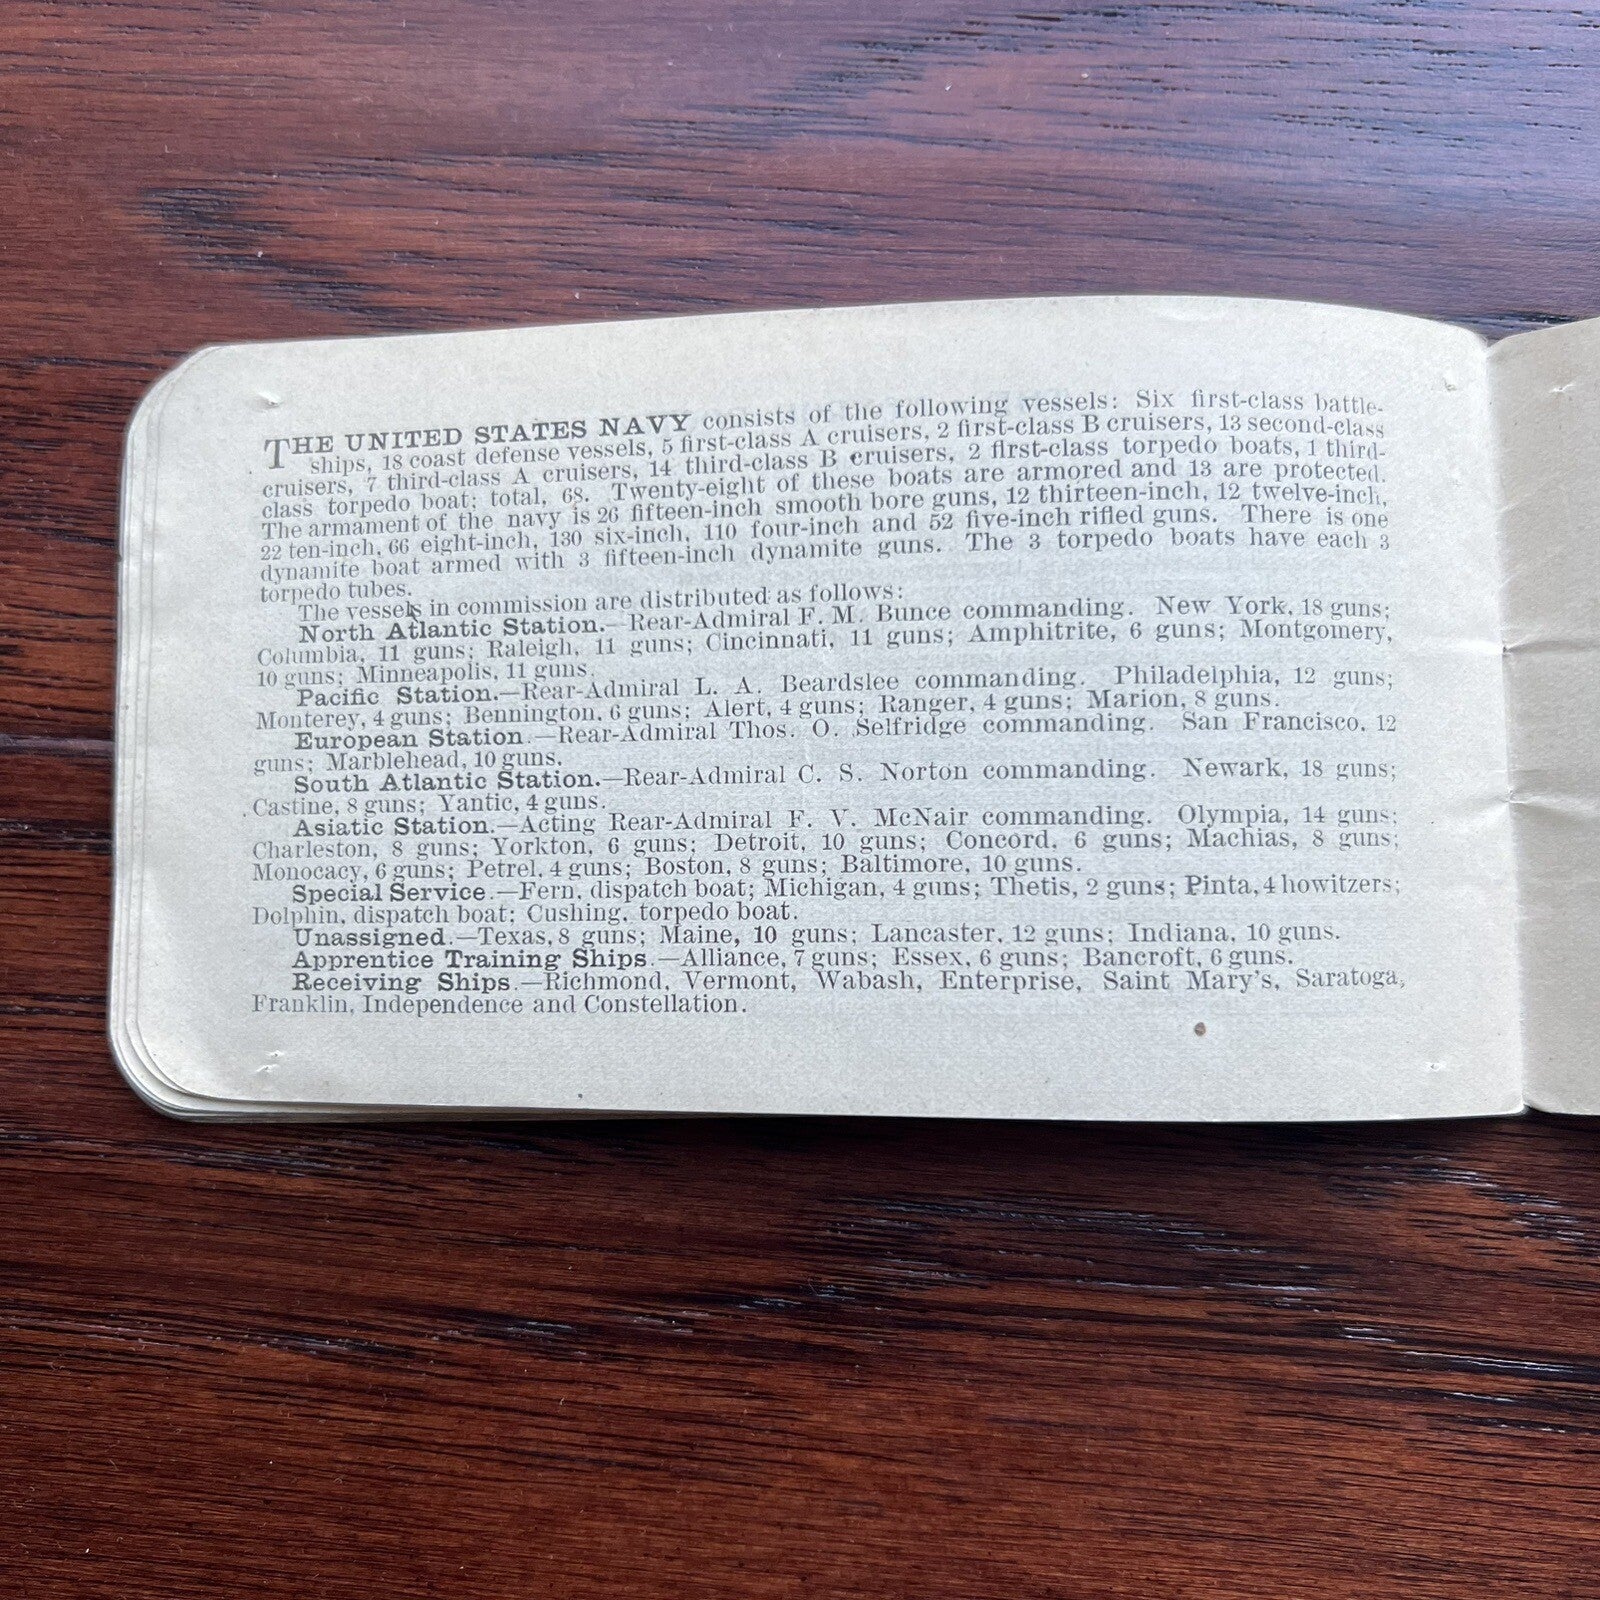 THE UNITED STATES NAVY consists of the following vessels: Six first-class battle-
ships, 18 coast defense vessels, 5 first-class A cruisers, 2 first-class B cruisers, 13 second-class
cruisers, 7 third-class A cruisers, 14 third-class B cruisers, 2 first-class torpedo boats, 1 third-
class torpedo boat; total, 68. Twenty-eight of these boats are armored and 13 are protected.
The armament of the navy is 26 fifteen-inch smooth bore guns, 12 thirteen-inch, 12 twelve-inch,
22 ten-inch, 66 eight-inch, 130 six-inch, 110 four-inch and 52 five-inch rifled guns. There is one
dynamite boat armed with 3 fifteen-inch dynamite guns. The 3 torpedo boats have each 3
torpedo tubes.
The vessels in commission are distributed as follows:
North Atlantic Station.—Rear-Admiral F. M. Bunce commanding. New York, 18 guns;
Columbia, 11 guns; Raleigh, 11 guns; Cincinnati, 11 guns; Amphitrite, 6 guns; Montgomery,
10 guns; Minneapolis, 11 guns.
Pacific Station.—Rear-Admiral L. A. Beardslee commanding. Philadelphia, 12 guns;
Monterey, 4 guns; Bennington, 6 guns; Alert, 4 guns; Ranger, 4 guns; Marion, 8 guns.
European Station.—Rear-Admiral Thos. O. Selfridge commanding. San Francisco, 12
guns; Marblehead, 10 guns.
South Atlantic Station.—Rear-Admiral C. S. Norton commanding. Newark, 18 guns;
Castine, 8 guns; Yantic, 4 guns.
Asiatic Station.—Acting Rear-Admiral F. V. McNair commanding. Olympia, 14 guns;
Charleston, 8 guns; Yorkton, 6 guns; Detroit, 10 guns; Concord, 6 guns; Machias, 8 guns;
Monocacy, 6 guns; Petrel, 4 guns; Boston, 8 guns; Baltimore, 10 guns.
Special Service.—Fern, dispatch boat; Michigan, 4 guns; Thetis, 2 guns; Pinta, 4 howitzers;
Dolphin, dispatch boat; Cushing, torpedo boat.
Unassigned.—Texas, 8 guns; Maine, 10 guns; Lancaster, 12 guns; Indiana, 10 guns.
Apprentice Training Ships.—Alliance, 7 guns; Essex, 6 guns; Bancroft, 6 guns.
Receiving Ships.—Richmond, Vermont, Wabash, Enterprise, Saint Mary's, Saratoga,
Franklin, Independence and Constellation.